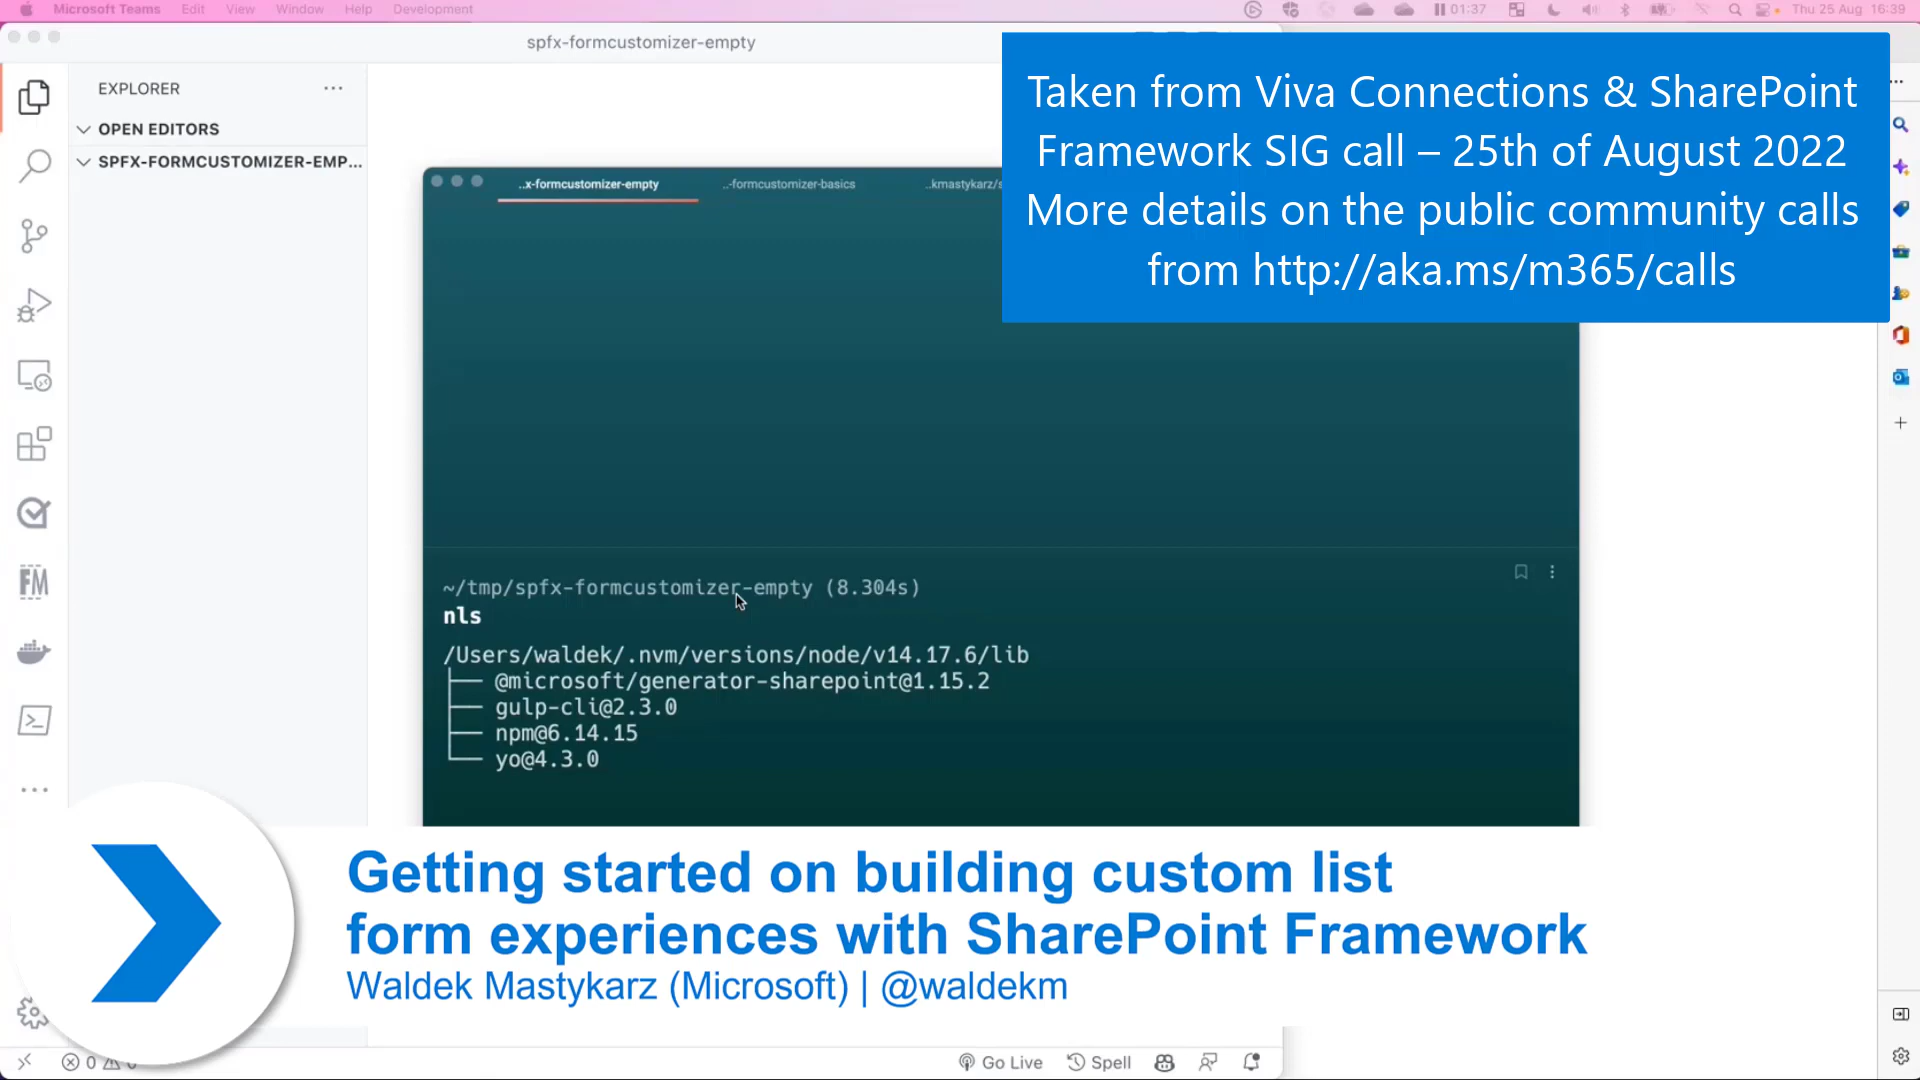 Microsoft Teams Edit View Window Help Development
01:37 Thu 25 Aug 16:39
spfx-formcustomizer-empty
EXPLORER
OPEN EDITORS
SPFX-FORMCUSTOMIZER-EMP...
..x-formcustomizer-empty
..-formcustomizer-basics
..kmastykarz/s
Taken from Viva Connections & SharePoint
Framework SIG call – 25th of August 2022
More details on the public community calls
from http://aka.ms/m365/calls
~/tmp/spfx-formcustomizer-empty (8.304s)
nls
/Users/waldek/.nvm/versions/node/v14.17.6/lib
├── @microsoft/generator-sharepoint@1.15.2
├── gulp-cli@2.3.0
├── npm@6.14.15
└── yo@4.3.0
FM
Getting started on building custom list
form experiences with SharePoint Framework
Waldek Mastykarz (Microsoft) | @waldekm
0
Go Live
Spell